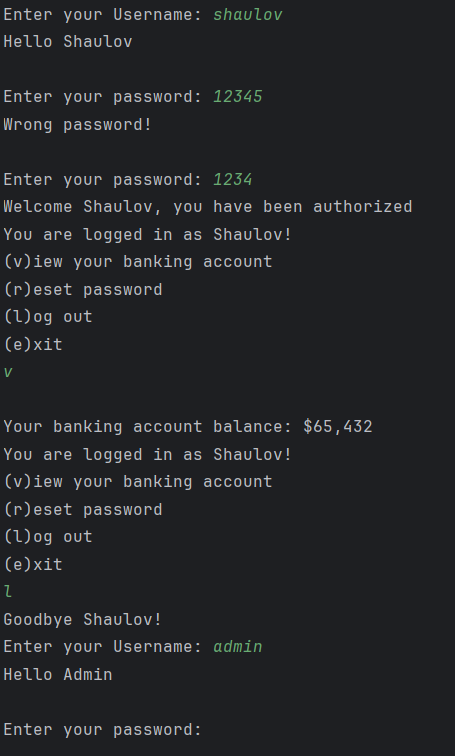 Enter your Username: shaulov
Hello Shaulov
Enter your password: 12345
Wrong password!
Enter your password: 1234
Welcome Shaulov, you have been authorized
You are logged in as Shaulov!
(v)iew your banking account
(r)eset password
(l)og out
(e)xit
v
Your banking account balance: $65,432
You are logged in as Shaulov!
(v)iew your banking account
(r)eset password
(l)og out
(e)xit
l
Goodbye Shaulov!
Enter your Username: admin
Hello Admin
Enter your password: